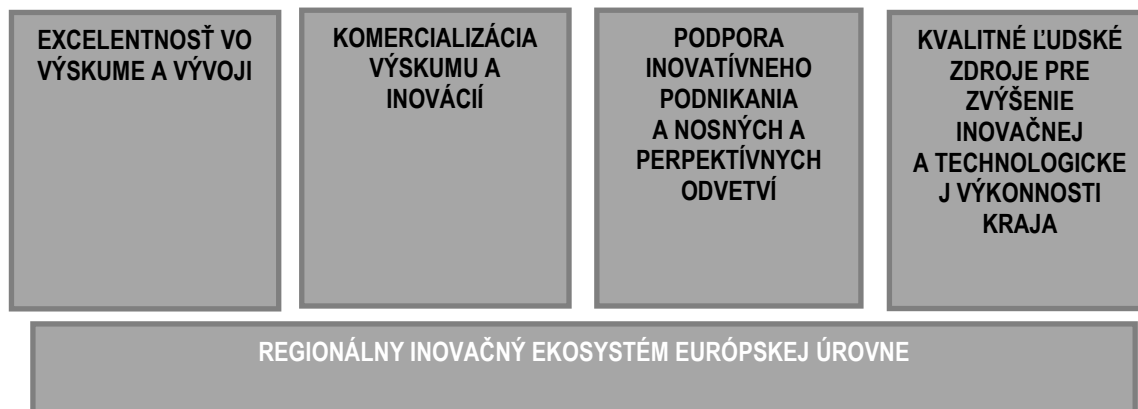 EXCELENTNOSŤ VO
VÝSKUME A VÝVOJI
KOMERCIALIZÁCIA
VÝSKUMU A
INOVÁCIÍ
PODPORA
INOVATÍVNEHO
PODNIKANIA
A NOSNÝCH A
PERPEKTÍVNYCH
ODVETVÍ
KVALITNÉ ĽUDSKÉ
ZDROJE PRE
ZVÝŠENIE
INOVAČNEJ
A TECHNOLOGICKE
J VÝKONNOSTI
KRAJA
REGIONÁLNY INOVAČNÝ EKOSYSTÉM EURÓPSKEJ ÚROVNE